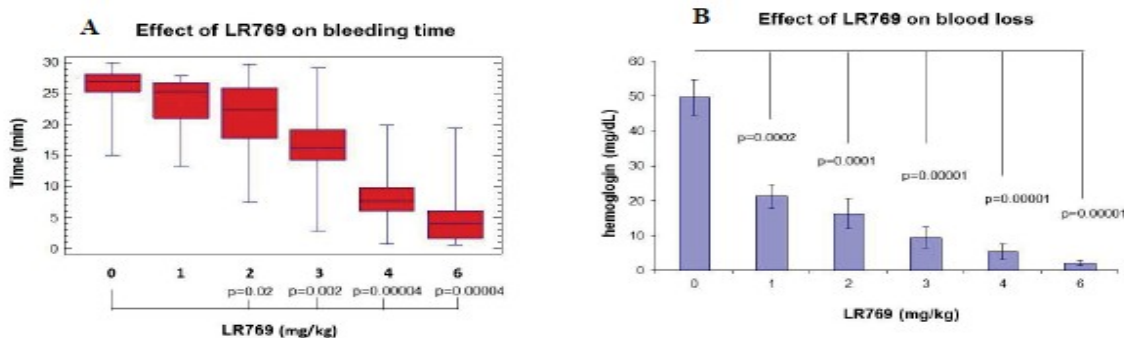 A
Effect of LR769 on bleeding time
Time (min)
30
25
20
15
10
5
0
0 1 2 3 4 6
p=0.02 p=0.002 p=0.00004 p=0.00004
LR769 (mg/kg)
B
Effect of LR769 on blood loss
hemoglogin (mg/dL)
60
50
40
30
20
10
0
p=0.0002
p=0.0001
p=0.00001
p=0.00001
p=0.00001
0 1 2 3 4 6
LR769 (mg/kg)